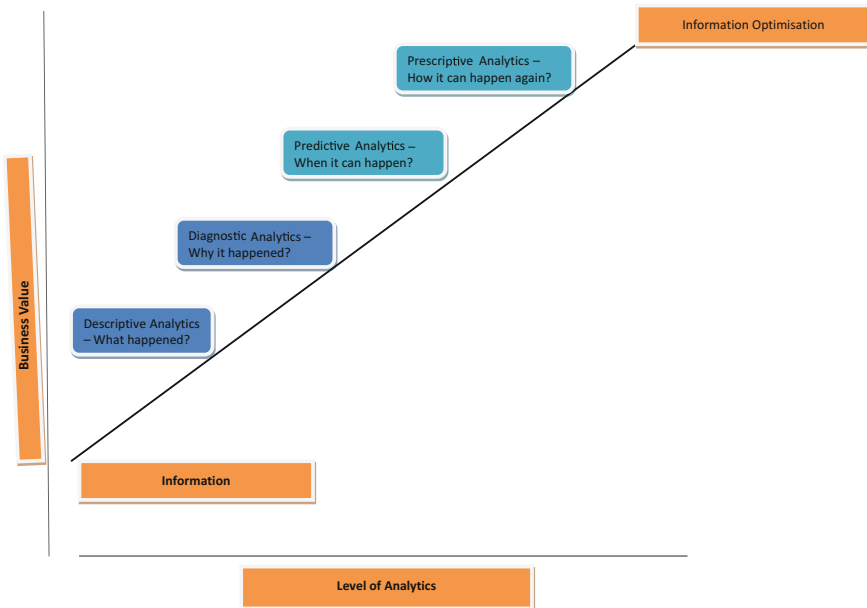 Information Optimisation
Prescriptive Analytics –
How it can happen again?
Predictive Analytics –
When it can happen?
Diagnostic Analytics –
Why it happened?
Descriptive Analytics
– What happened?
Business Value
Information
Level of Analytics